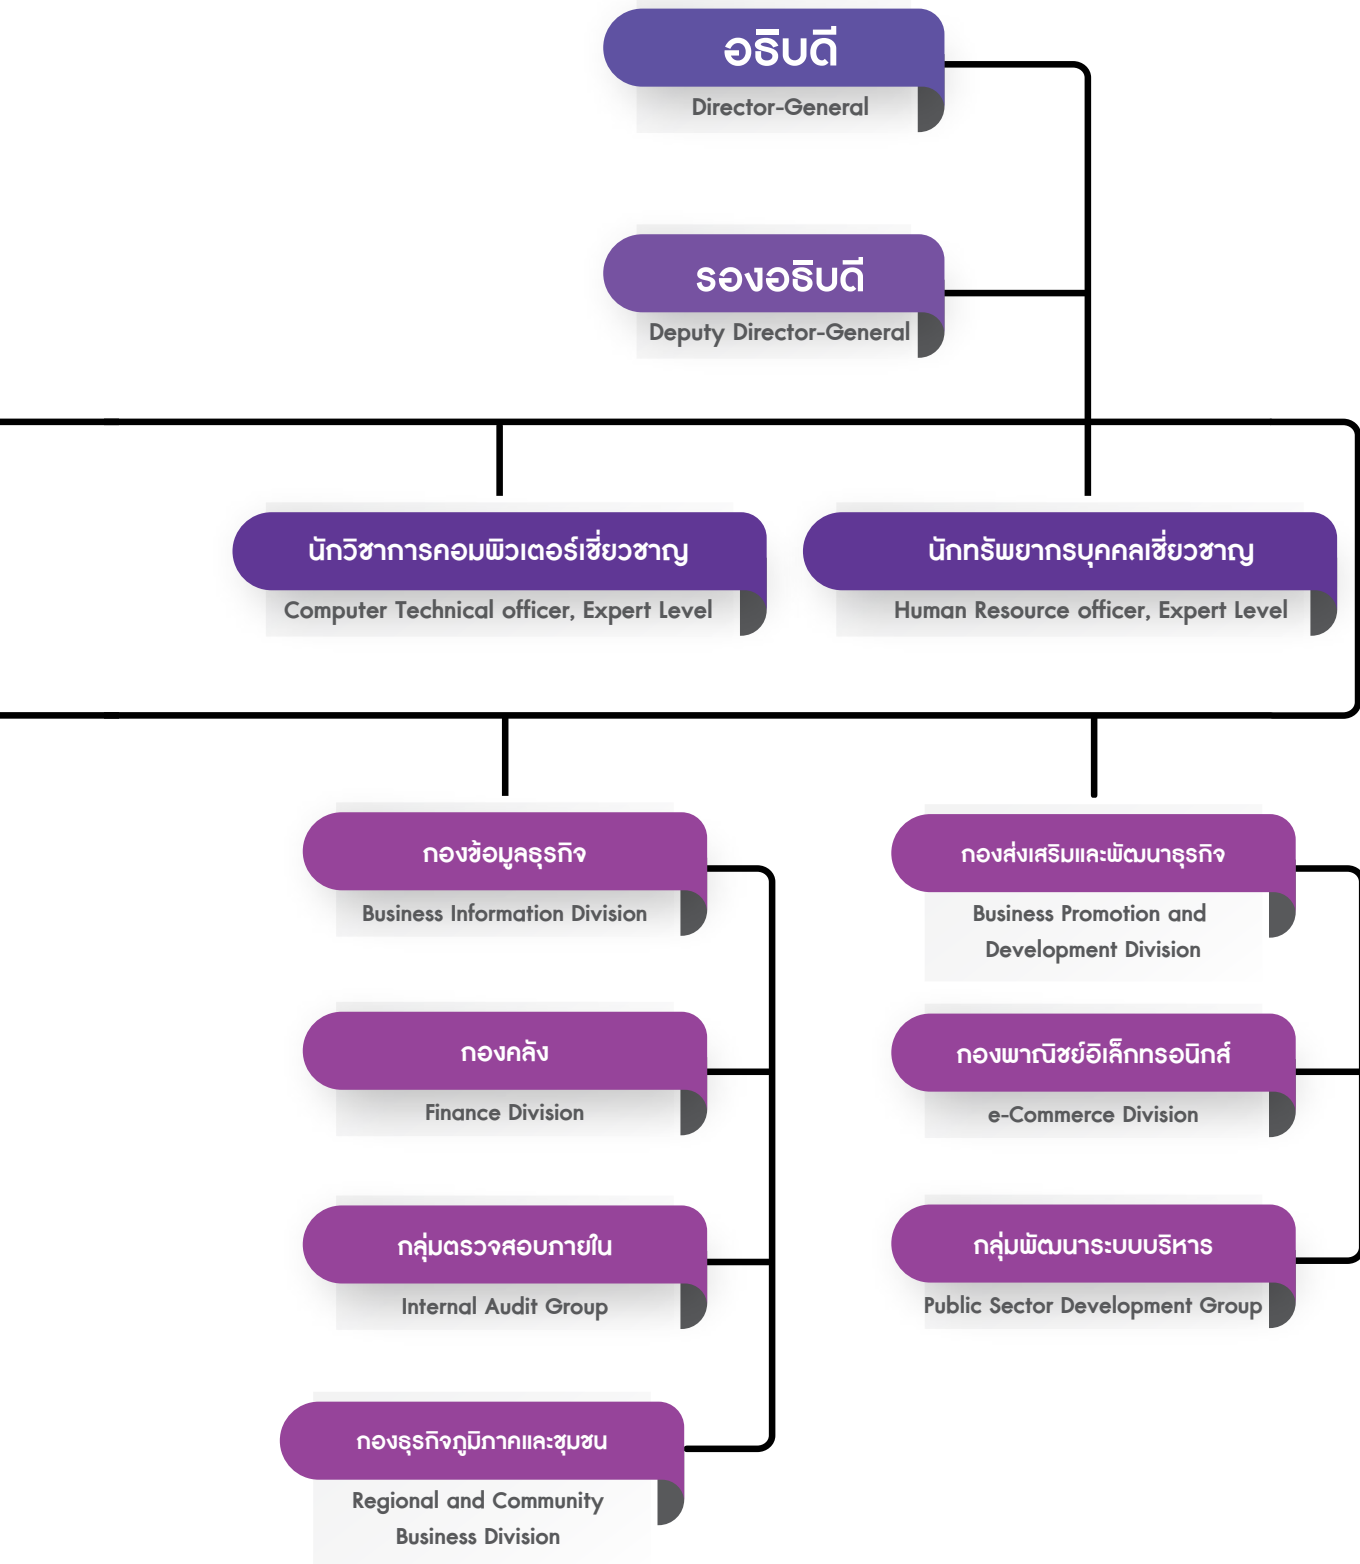 อธิบดี
Director-General
รองอธิบดี
Deputy Director-General
นักวิชาการคอมพิวเตอร์เชี่ยวชาญ
Computer Technical officer, Expert Level
นักทรัพยากรบุคคลเชี่ยวชาญ
Human Resource officer, Expert Level
กองข้อมูลธุรกิจ
Business Information Division
กองคลัง
Finance Division
กลุ่มตรวจสอบภายใน
Internal Audit Group
กองธุรกิจภูมิภาคและชุมชน
Regional and Community
Business Division
กองส่งเสริมและพัฒนาธุรกิจ
Business Promotion and
Development Division
กองพาณิชย์อิเล็กทรอนิกส์
e-Commerce Division
กลุ่มพัฒนาระบบบริหาร
Public Sector Development Group